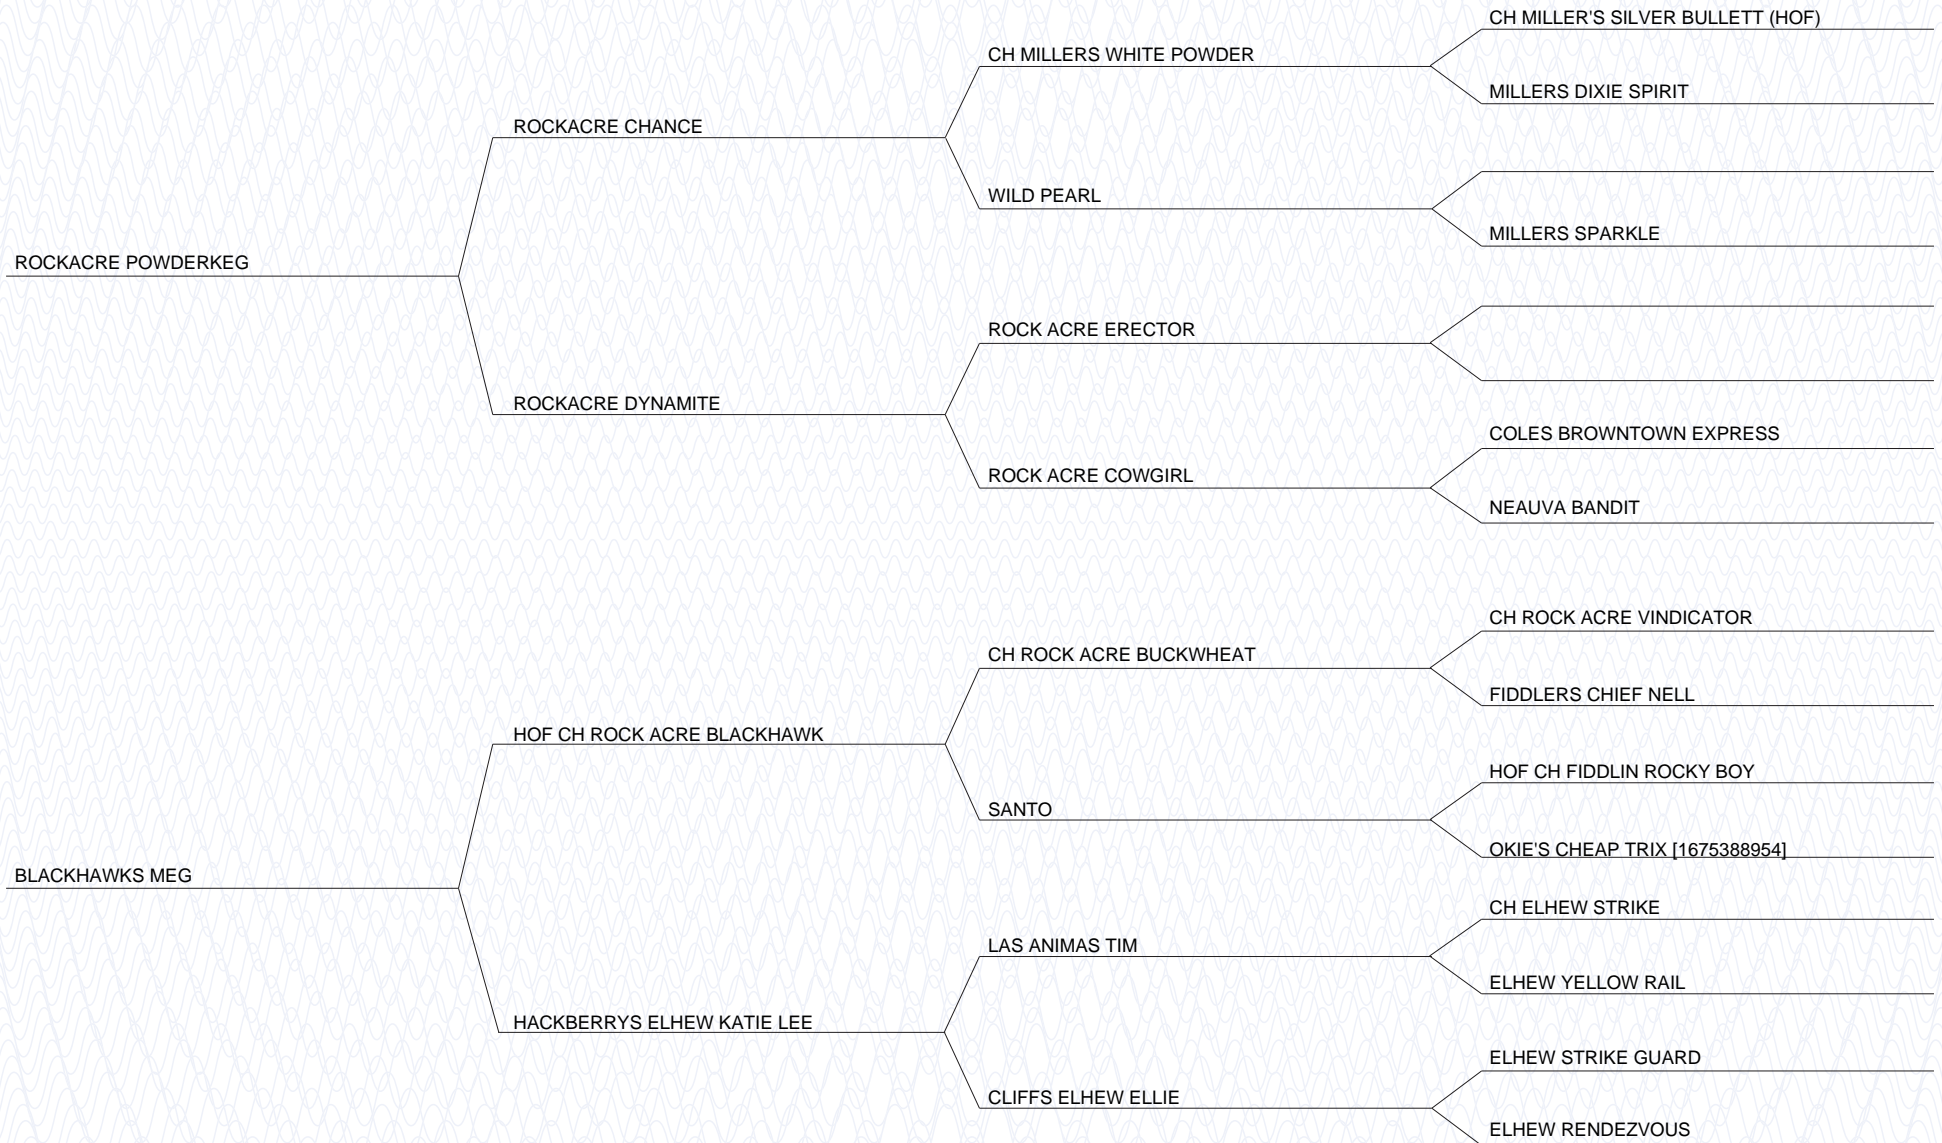 CH MILLER'S SILVER BULLETT (HOF)
CH MILLERS WHITE POWDER
MILLERS DIXIE SPIRIT
ROCKACRE CHANCE
WILD PEARL
MILLERS SPARKLE
ROCKACRE POWDERKEG
ROCK ACRE ERECTOR
ROCKACRE DYNAMITE
COLES BROWNTOWN EXPRESS
ROCK ACRE COWGIRL
NEAUVA BANDIT
CH ROCK ACRE VINDICATOR
CH ROCK ACRE BUCKWHEAT
FIDDLERS CHIEF NELL
HOF CH ROCK ACRE BLACKHAWK
HOF CH FIDDLIN ROCKY BOY
SANTO
OKIE'S CHEAP TRIX [1675388954]
BLACKHAWKS MEG
CH ELHEW STRIKE
LAS ANIMAS TIM
ELHEW YELLOW RAIL
HACKBERRYS ELHEW KATIE LEE
ELHEW STRIKE GUARD
CLIFFS ELHEW ELLIE
ELHEW RENDEZVOUS